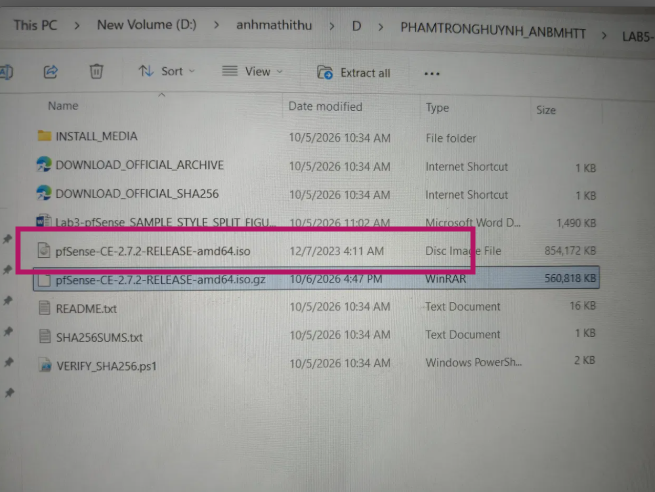 This PC > New Volume (D:) > anhmathithu > D > PHAMTRONGHUYNH_ANBMHTT > LAB5-
Sort View Extract all ...
Name Date modified Type Size
INSTALL_MEDIA 10/5/2026 10:34 AM File folder
DOWNLOAD_OFFICIAL_ARCHIVE 10/5/2026 10:34 AM Internet Shortcut 1 KB
DOWNLOAD_OFFICIAL_SHA256 10/5/2026 10:34 AM Internet Shortcut 1 KB
Lab3-pfSense_SAMPLE_STYLE_SPLIT_FIGU... 10/5/2026 11:02 AM Microsoft Word D... 1,490 KB
pfSense-CE-2.7.2-RELEASE-amd64.iso 12/7/2023 4:11 AM Disc Image File 854,172 KB
pfSense-CE-2.7.2-RELEASE-amd64.iso.gz 10/6/2026 4:47 PM WinRAR 560,818 KB
README.txt 10/5/2026 10:34 AM Text Document 16 KB
SHA256SUMS.txt 10/5/2026 10:34 AM Text Document 1 KB
VERIFY_SHA256.ps1 10/5/2026 10:34 AM Windows PowerSh... 2 KB